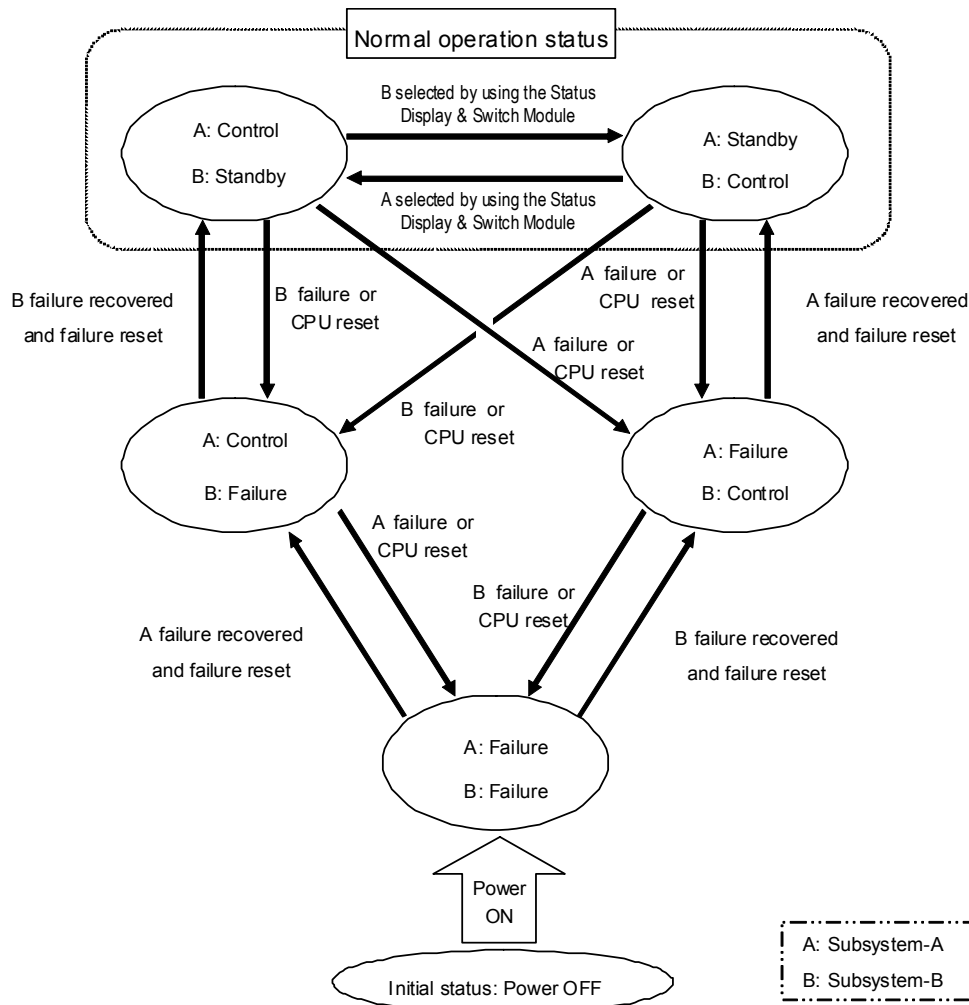 Normal operation status
B selected by using the Status
Display & Switch Module
A: Control
B: Standby
A: Standby
B: Control
A selected by using the Status
Display & Switch Module
B failure recovered
and failure reset
B failure or
CPU reset
A failure or
CPU reset
A failure recovered
and failure reset
A failure or
CPU reset
B failure or
CPU reset
A: Control
B: Failure
A: Failure
B: Control
A failure or
CPU reset
B failure or
CPU reset
A failure recovered
and failure reset
B failure recovered
and failure reset
A: Failure
B: Failure
Power
ON
Initial status: Power OFF
A: Subsystem-A
B: Subsystem-B